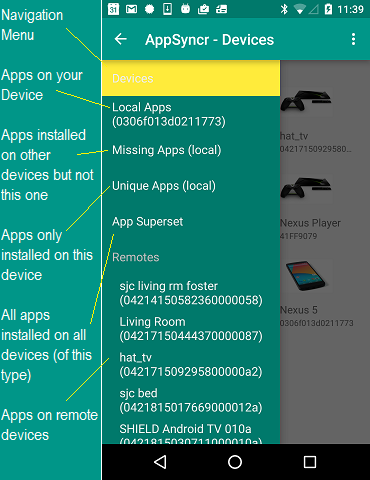 Navigation
Menu
Apps on your
Device
Apps installed
on other
devices but not
this one
Apps only
installed on this
device
All apps
installed on all
devices (of this
type)
Apps on remote
devices
31
11:39
AppSyncr - Devices
Devices
Local Apps
(0306f013d0211773)
Missing Apps (local)
Unique Apps (local)
App Superset
Remotes
sjc living rm foster
(04214150582360000058)
Living Room
(04217150444370000087)
hat_tv
(042171509295800000a2)
sjc bed
(0421815017669000012a)
SHIELD Android TV 010a
(0421815030711000010a)
hat_tv
04217150929580...
Nexus Player
41FF9079
Nexus 5
0306f013d0211773